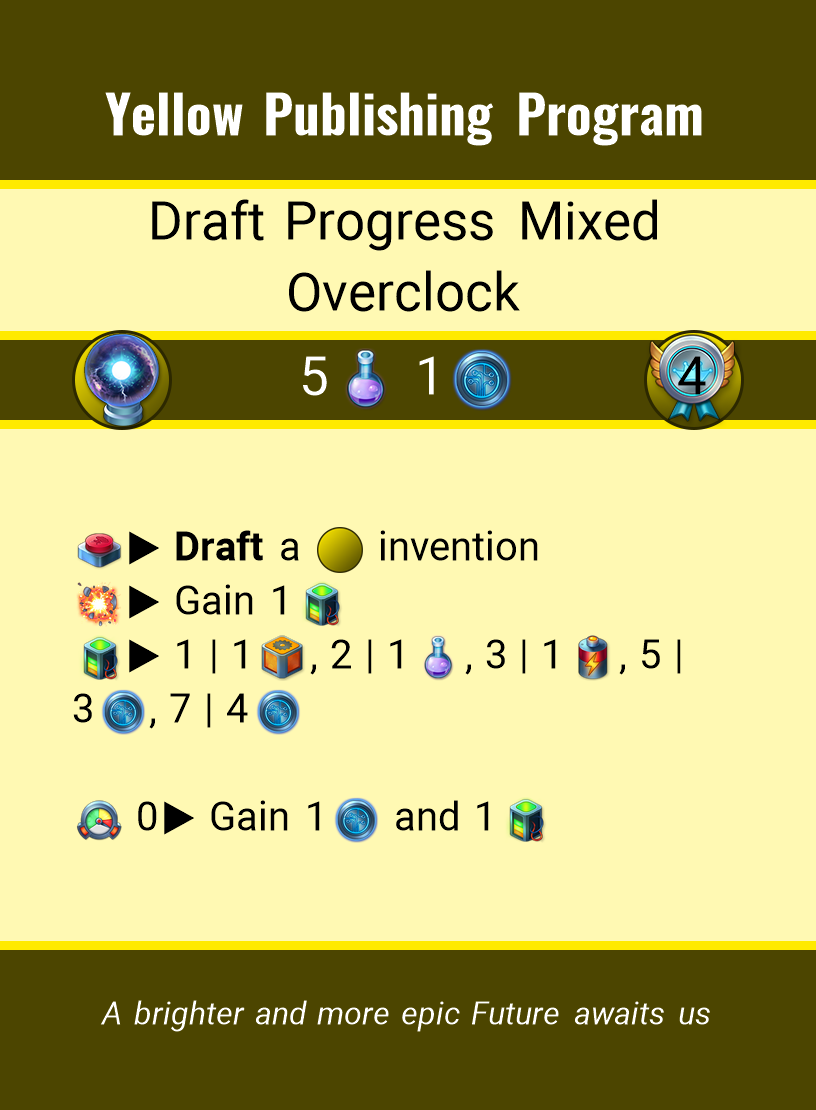 Yellow Publishing Program
Draft Progress Mixed
Overclock
5 1 4
▶ Draft a invention
▶ Gain 1
▶ 1 | 1 , 2 | 1 , 3 | 1 , 5 |
3 , 7 | 4
0▶ Gain 1 and 1
A brighter and more epic Future awaits us